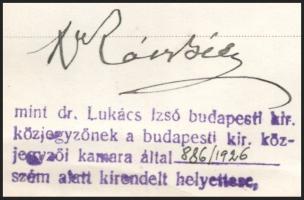 Dr
mint dr. Lukács Izsó budapesti kir.
közjegyzőnek a budapesti kir. köz-
jegyzői kamara által 886/1926
szám alatt kirendelt helyettese,